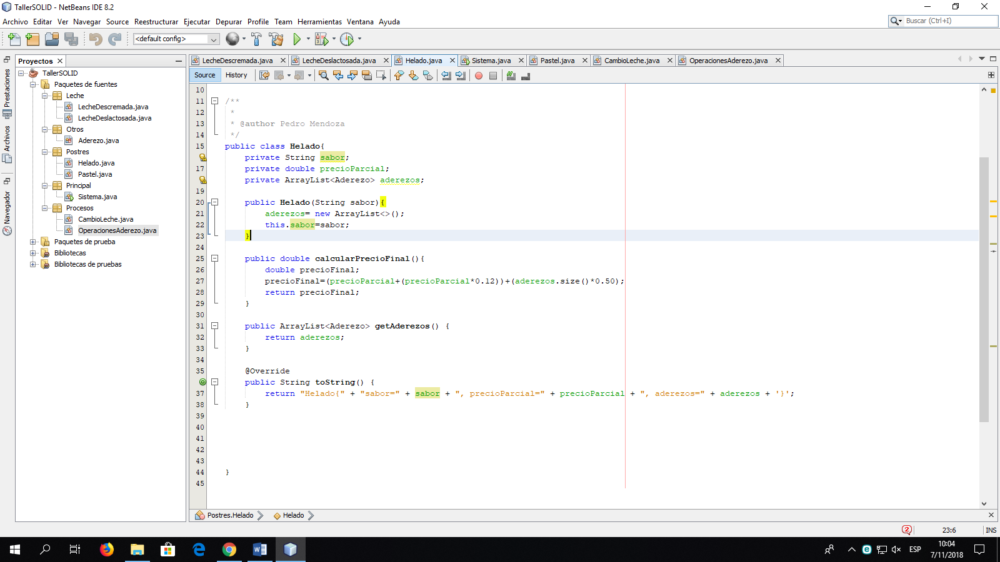 TallerSOLID - NetBeans IDE 8.2
Archivo Editar Ver Navegar Source Reestructurar Ejecutar Depurar Profile Team Herramientas Ventana Ayuda
Buscar (Ctrl+I)
<default config>
Prestaciones
Archivos
Navegador
Proyectos
TallerSOLID
Paquetes de fuentes
Leche
LecheDescremada.java
LecheDeslactosada.java
Otros
Aderezo.java
Postres
Helado.java
Pastel.java
Principal
Sistema.java
Procesos
CambioLeche.java
OperacionesAderezo.java
Paquetes de prueba
Bibliotecas
Bibliotecas de pruebas
LecheDescremada.java LecheDeslactosada.java Helado.java Sistema.java Pastel.java CambioLeche.java OperacionesAderezo.java
Source History
10
11 /**
12 *
13 * @author Pedro Mendoza
14 */
15 public class Helado{
private String sabor;
17 private double precioParcial;
private ArrayList<Aderezo> aderezos;
19
20 public Helado(String sabor){
21 aderezos= new ArrayList<>();
22 this.sabor=sabor;
23 }
24
25 public double calcularPrecioFinal(){
26 double precioFinal;
27 precioFinal=(precioParcial+(precioParcial*0.12))+(aderezos.size()*0.50);
28 return precioFinal;
29 }
30
31 public ArrayList<Aderezo> getAderezos() {
32 return aderezos;
33 }
34
35 @Override
public String toString() {
37 return "Helado{" + "sabor=" + sabor + ", precioParcial=" + precioParcial + ", aderezos=" + aderezos + '}';
38 }
39
40
41
42
43
44 }
45
Postres.Helado Helado
2 23:6 INS
ESP
10:04
7/11/2018